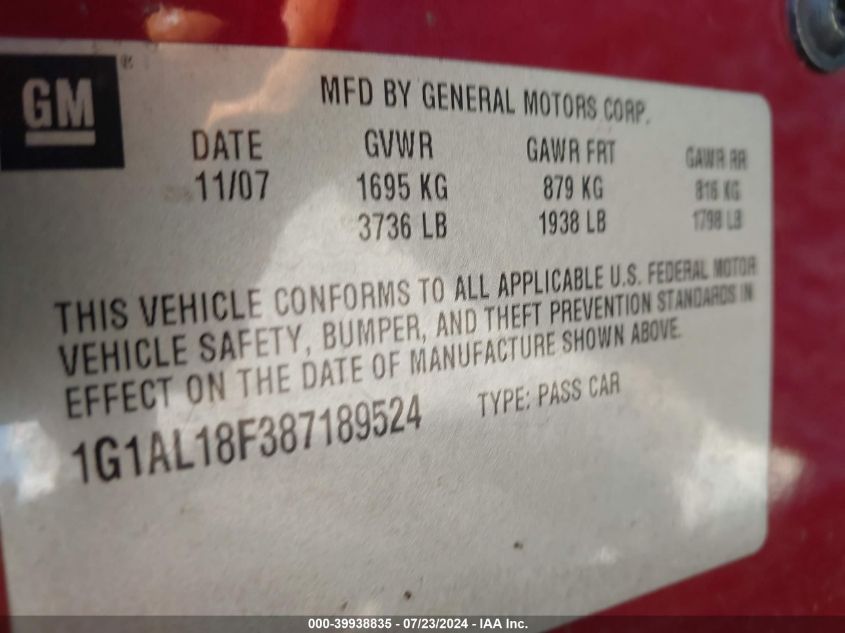 GM ®
MFD BY GENERAL MOTORS CORP.
DATE GVWR GAWR FRT GAWR RR
11/07 1695 KG 879 KG 816 KG
3736 LB 1938 LB 1798 LB
THIS VEHICLE CONFORMS TO ALL APPLICABLE U.S. FEDERAL MOTOR
VEHICLE SAFETY, BUMPER, AND THEFT PREVENTION STANDARDS IN
EFFECT ON THE DATE OF MANUFACTURE SHOWN ABOVE.
1G1AL18F387189524 TYPE: PASS CAR
000-39938835 - 07/23/2024 - IAA Inc.